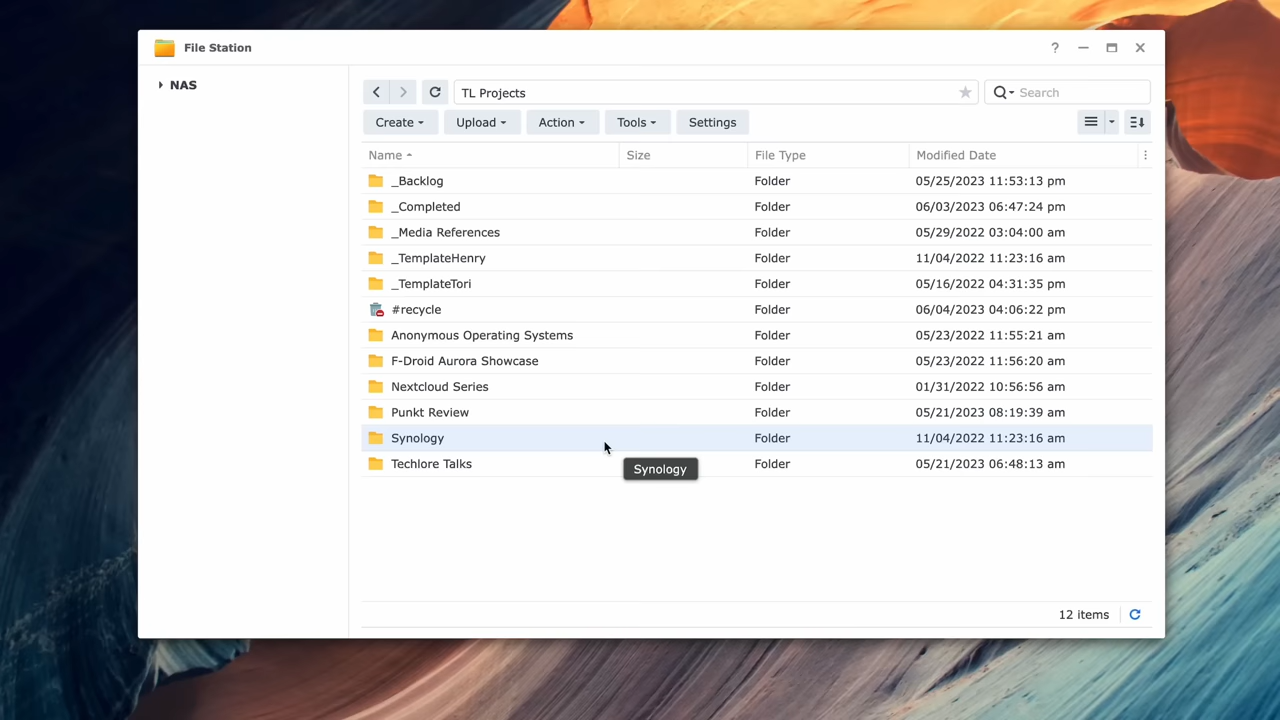 File Station
?
NAS
TL Projects
Search
Create
Upload
Action
Tools
Settings
Name Size File Type Modified Date
_Backlog Folder 05/25/2023 11:53:13 pm
_Completed Folder 06/03/2023 06:47:24 pm
_Media References Folder 05/29/2022 03:04:00 am
_TemplateHenry Folder 11/04/2022 11:23:16 am
_TemplateTori Folder 05/16/2022 04:31:35 pm
#recycle Folder 06/04/2023 04:06:22 pm
Anonymous Operating Systems Folder 05/23/2022 11:55:21 am
F-Droid Aurora Showcase Folder 05/23/2022 11:56:20 am
Nextcloud Series Folder 01/31/2022 10:56:56 am
Punkt Review Folder 05/21/2023 08:19:39 am
Synology Folder 11/04/2022 11:23:16 am
Techlore Talks Folder 05/21/2023 06:48:13 am
Synology
12 items